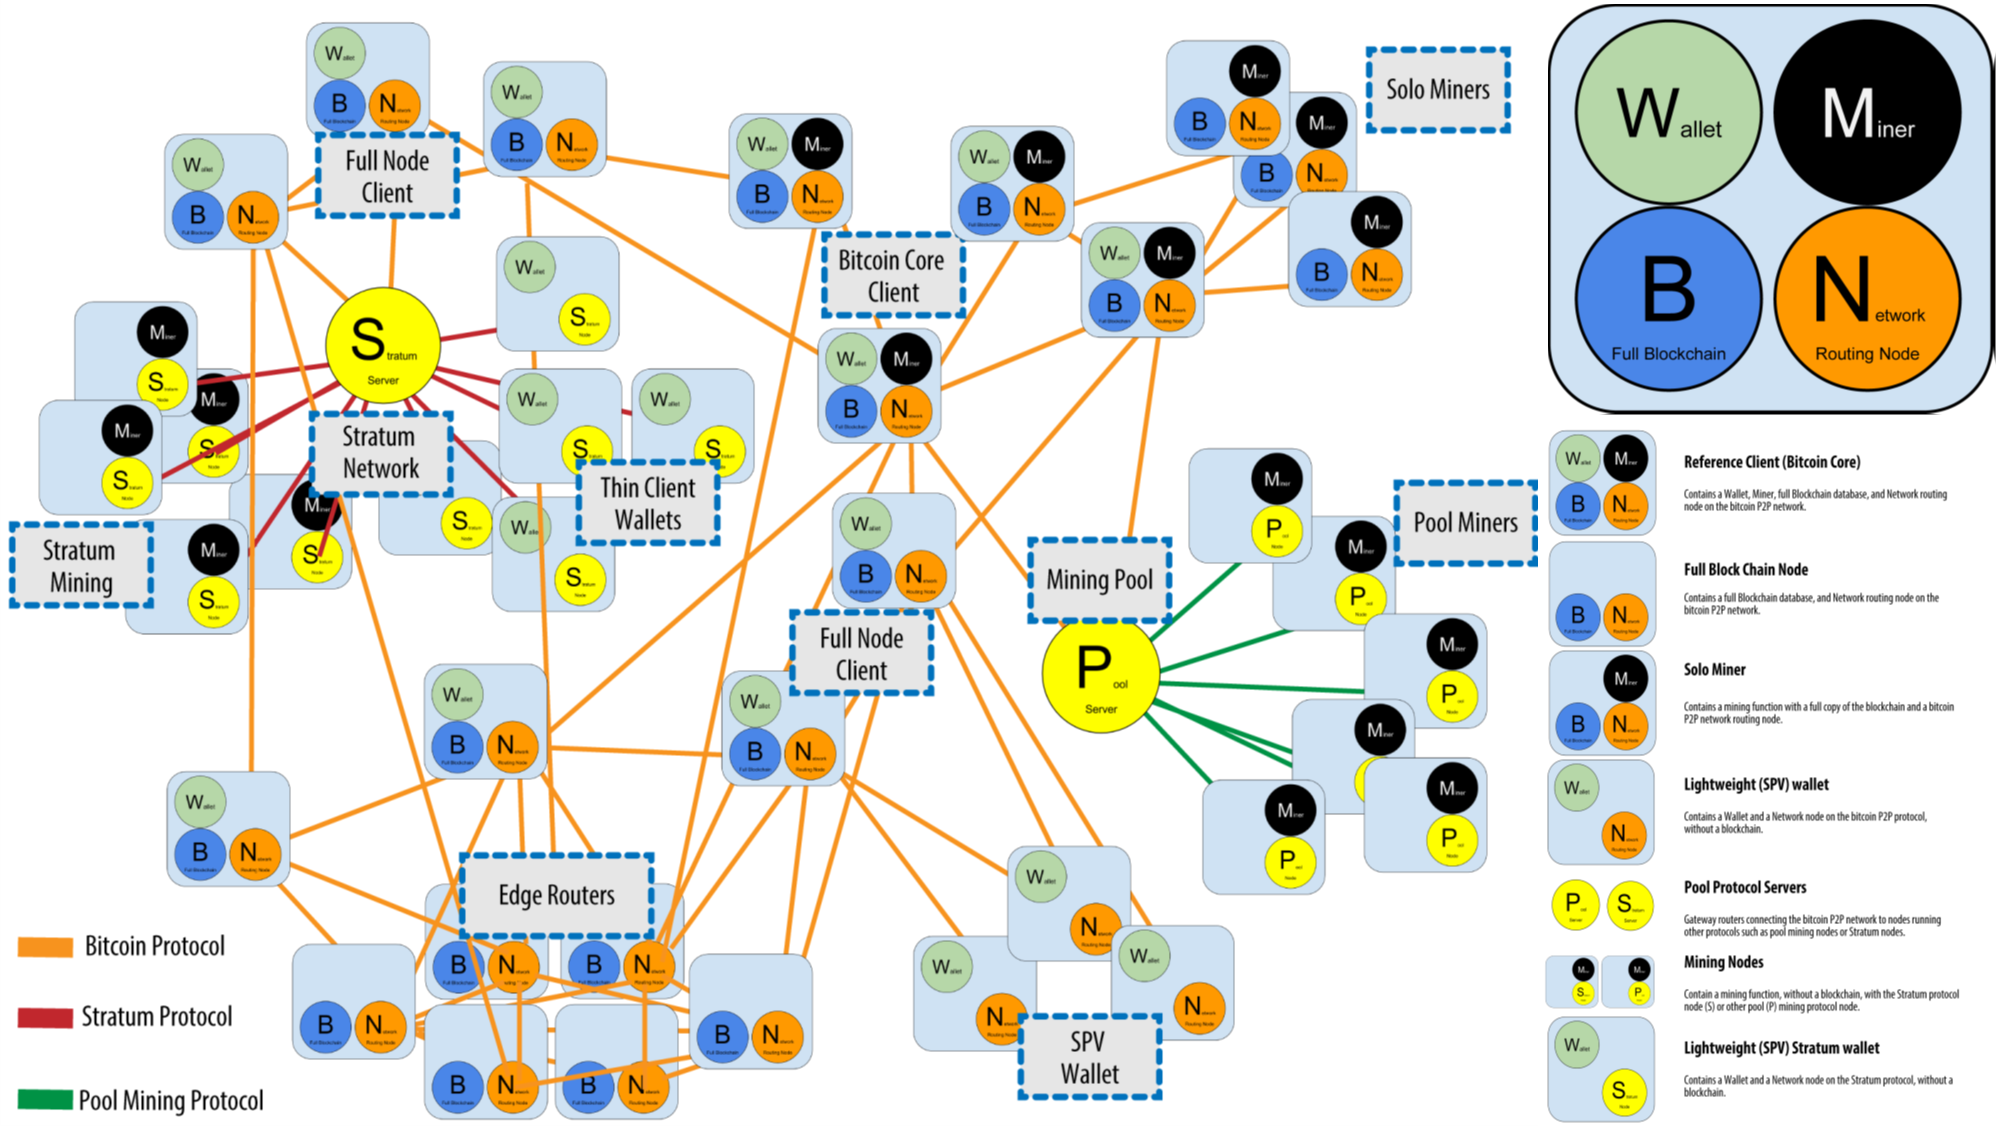 Full Node
Client
Bitcoin Core
Client
Solo Miners
Stratum
Server
Stratum
Network
Thin Client
Wallets
Stratum
Mining
Mining Pool
Pool Miners
Pool
Server
Full Node
Client
Edge Routers
SPV
Wallet
Bitcoin Protocol
Stratum Protocol
Pool Mining Protocol
Wallet
Miner
B
Full Blockchain
Network
Routing Node
Reference Client (Bitcoin Core)
Contains a Wallet, Miner, full Blockchain database, and Network routing
node on the bitcoin P2P network.
Full Block Chain Node
Contains a full Blockchain database, and Network routing node on the
bitcoin P2P network.
Solo Miner
Contains a mining function with a full copy of the blockchain and a bitcoin
P2P network routing node.
Lightweight (SPV) wallet
Contains a Wallet and a Network node on the bitcoin P2P protocol,
without a blockchain.
Pool Protocol Servers
Gateway routers connecting the bitcoin P2P network to nodes running
other protocols such as pool mining nodes or Stratum nodes.
Mining Nodes
Contain a mining function, without a blockchain, with the Stratum protocol
node (S) or other pool (P) mining protocol node.
Lightweight (SPV) Stratum wallet
Contains a Wallet and a Network node on the Stratum protocol, without a
blockchain.